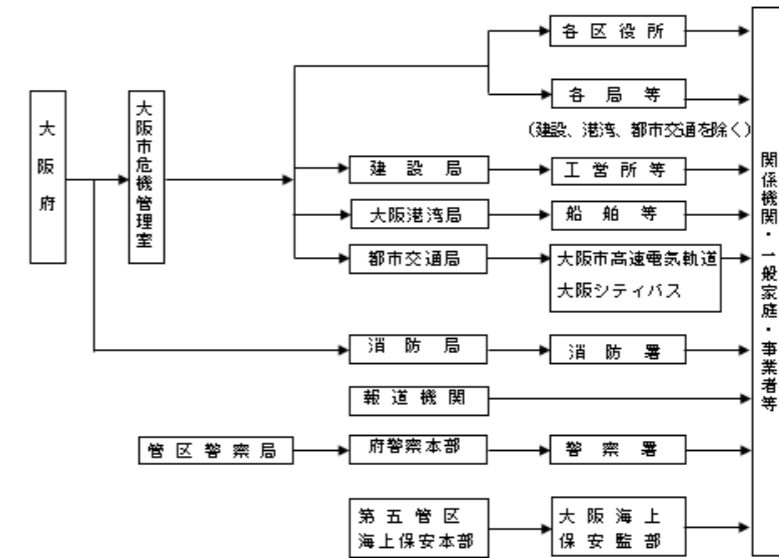 大阪府
大阪市危機管理室
各区役所
各局等
(建設、港湾、都市交通を除く)
建設局
工営所等
大阪港湾局
船舶等
都市交通局
大阪市高速電気軌道
大阪シティバス
消防局
消防署
報道機関
管区警察局
府警察本部
警察署
第五管区
海上保安本部
大阪海上
保安監部
関係機関・一般家庭・事業者等